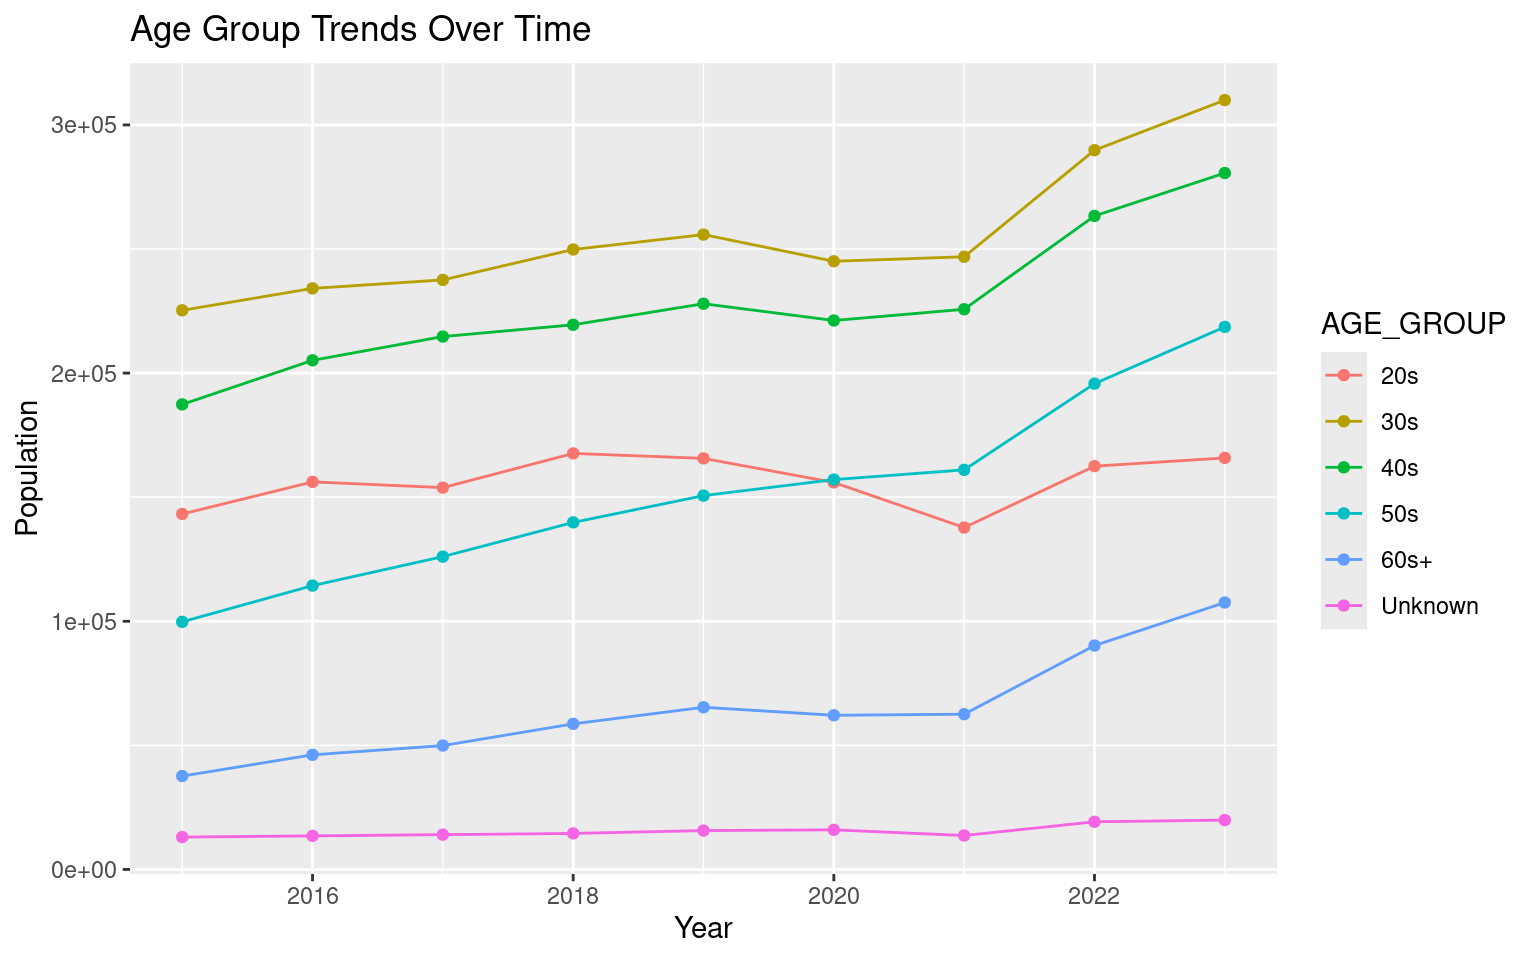 Age Group Trends Over Time
3e+05
2e+05
1e+05
0e+00
Population
2016 2018 2020 2022
Year
AGE_GROUP
20s
30s
40s
50s
60s+
Unknown